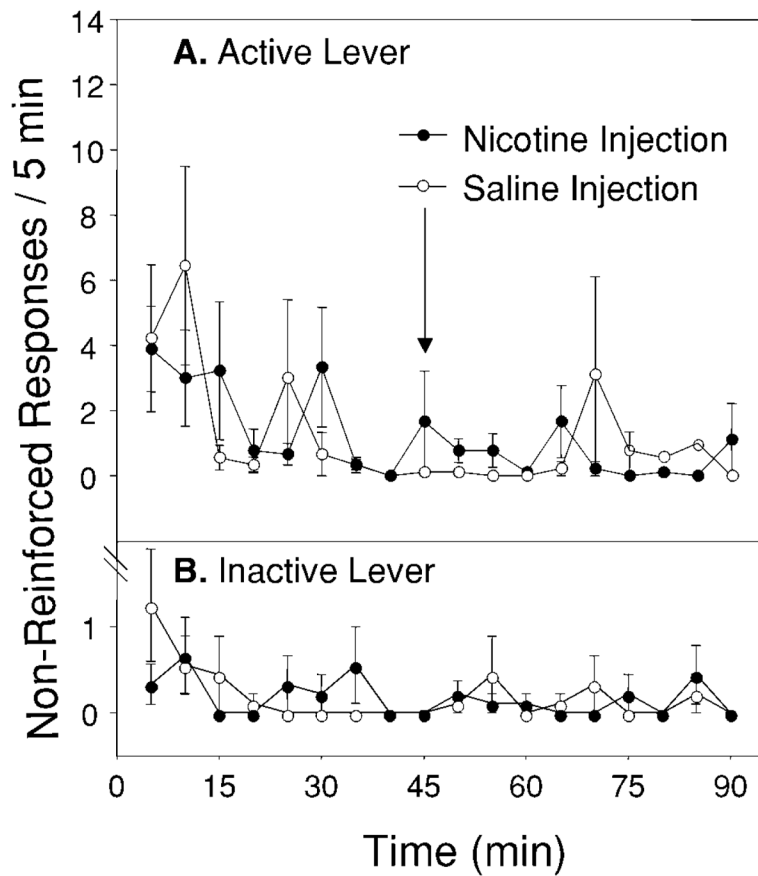 Non-Reinforced Responses / 5 min
14
12
10
8
6
4
2
0
A. Active Lever
Nicotine Injection
Saline Injection
1
0
B. Inactive Lever
0 15 30 45 60 75 90
Time (min)